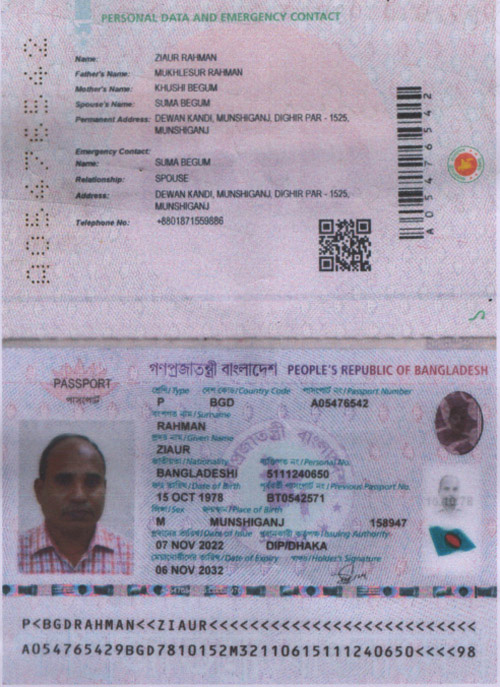 PERSONAL DATA AND EMERGENCY CONTACT
Name: ZIAUR RAHMAN
Father's Name: MUKHLESUR RAHMAN
Mother's Name: KHUSHI BEGUM
Spouse's Name: SUMA BEGUM
Permanent Address: DEWAN KANDI, MUNSHIGANJ, DIGHIR PAR - 1525,
MUNSHIGANJ
Emergency Contact:
Name: SUMA BEGUM
Relationship: SPOUSE
Address: DEWAN KANDI, MUNSHIGANJ, DIGHIR PAR - 1525,
MUNSHIGANJ
Telephone No: +8801871559886
A05476542
A05476542
গণপ্রজাতন্ত্রী বাংলাদেশ PEOPLE'S REPUBLIC OF BANGLADESH
PASSPORT
পাসপোর্ট
শ্রেণি/Type দেশ কোড/Country Code পাসপোর্ট নং/Passport Number
P BGD A05476542
বংশগত নাম/Surname
RAHMAN
প্রদত্ত নাম/Given Name
ZIAUR
জাতীয়তা/Nationality ব্যক্তিগত নং/Personal No.
BANGLADESHI 5111240650
জন্ম তারিখ/Date of Birth পূর্ববর্তী পাসপোর্ট নং/Previous Passport No.
15 OCT 1978 BT0542571
লিঙ্গ/Sex জন্মস্থান/Place of Birth
M MUNSHIGANJ 158947
প্রদানের তারিখ/Date of Issue প্রদানকারী কর্তৃপক্ষ/Issuing Authority
07 NOV 2022 DIP/DHAKA
মেয়াদোত্তীর্ণের তারিখ/Date of Expiry স্বাক্ষর/Holder's Signature
06 NOV 2032
P<BGDRAHMAN<<ZIAUR<<<<<<<<<<<<<<<<<<<<<<<<<<
A054765429BGD7810152M32110615111240650<<<<98